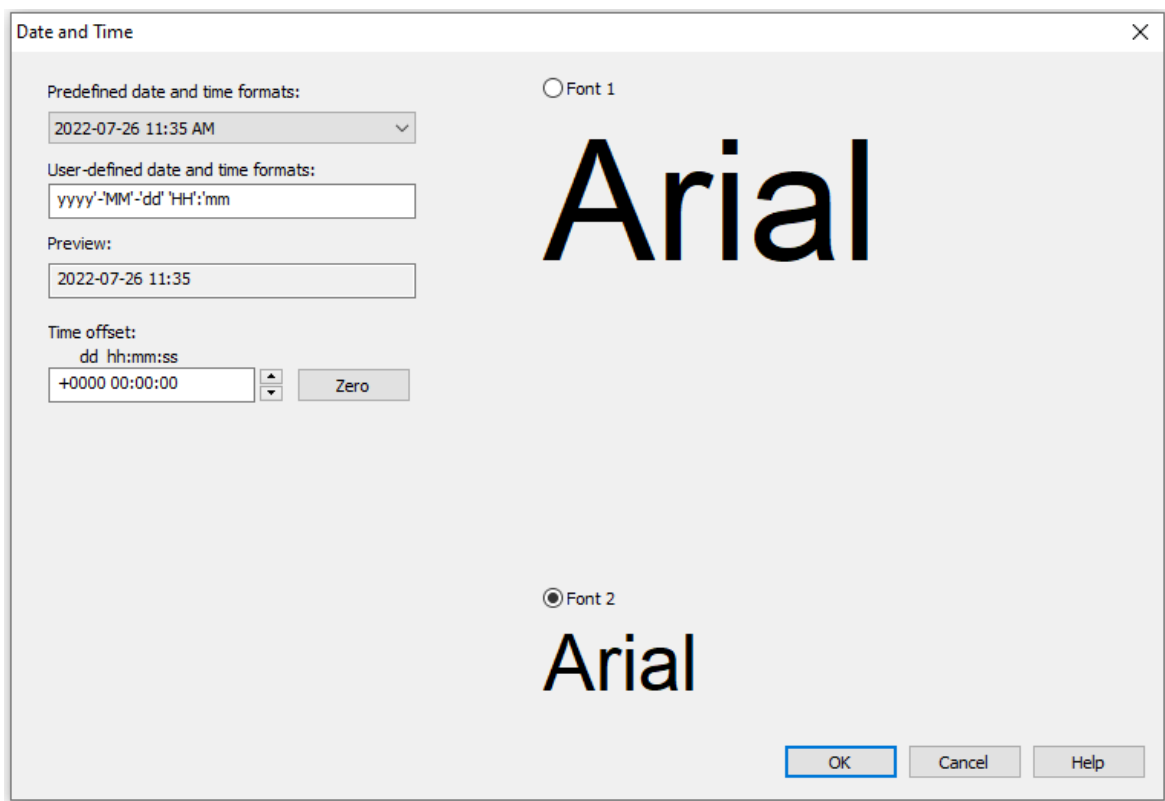 Date and Time
Predefined date and time formats:
2022-07-26 11:35 AM
User-defined date and time formats:
yyyy'-'MM'-'dd' 'HH':'mm
Preview:
2022-07-26 11:35
Time offset:
dd hh:mm:ss
+0000 00:00:00
Zero
Font 1
Arial
Font 2
Arial
OK Cancel Help